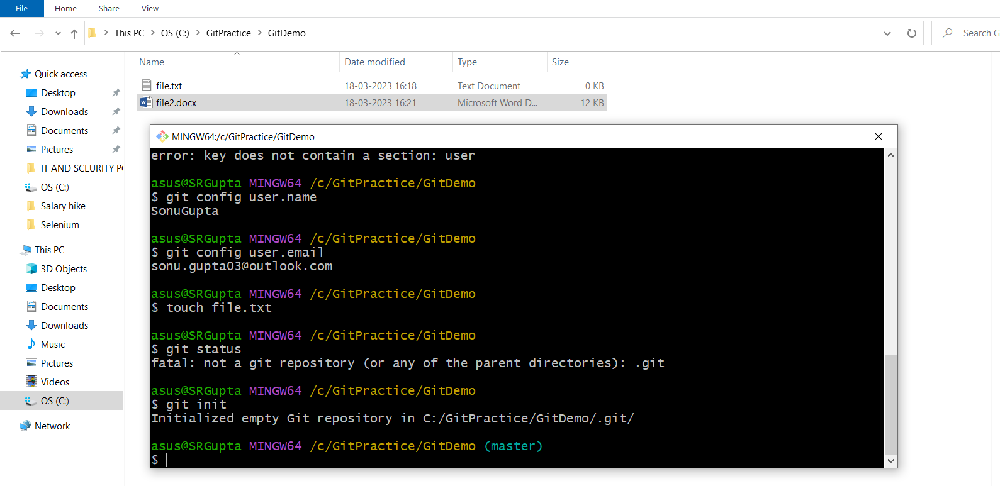 File Home Share View
This PC > OS (C:) > GitPractice > GitDemo
Search G
Name Date modified Type Size
file.txt 18-03-2023 16:18 Text Document 0 KB
file2.docx 18-03-2023 16:21 Microsoft Word D... 12 KB
Quick access
Desktop
Downloads
Documents
Pictures
IT AND SCEURITY P
OS (C:)
Salary hike
Selenium
This PC
3D Objects
Desktop
Documents
Downloads
Music
Pictures
Videos
OS (C:)
Network
MINGW64:/c/GitPractice/GitDemo
error: key does not contain a section: user
asus@SRGupta MINGW64 /c/GitPractice/GitDemo
$ git config user.name
SonuGupta
asus@SRGupta MINGW64 /c/GitPractice/GitDemo
$ git config user.email
sonu.gupta03@outlook.com
asus@SRGupta MINGW64 /c/GitPractice/GitDemo
$ touch file.txt
asus@SRGupta MINGW64 /c/GitPractice/GitDemo
$ git status
fatal: not a git repository (or any of the parent directories): .git
asus@SRGupta MINGW64 /c/GitPractice/GitDemo
$ git init
Initialized empty Git repository in C:/GitPractice/GitDemo/.git/
asus@SRGupta MINGW64 /c/GitPractice/GitDemo (master)
$